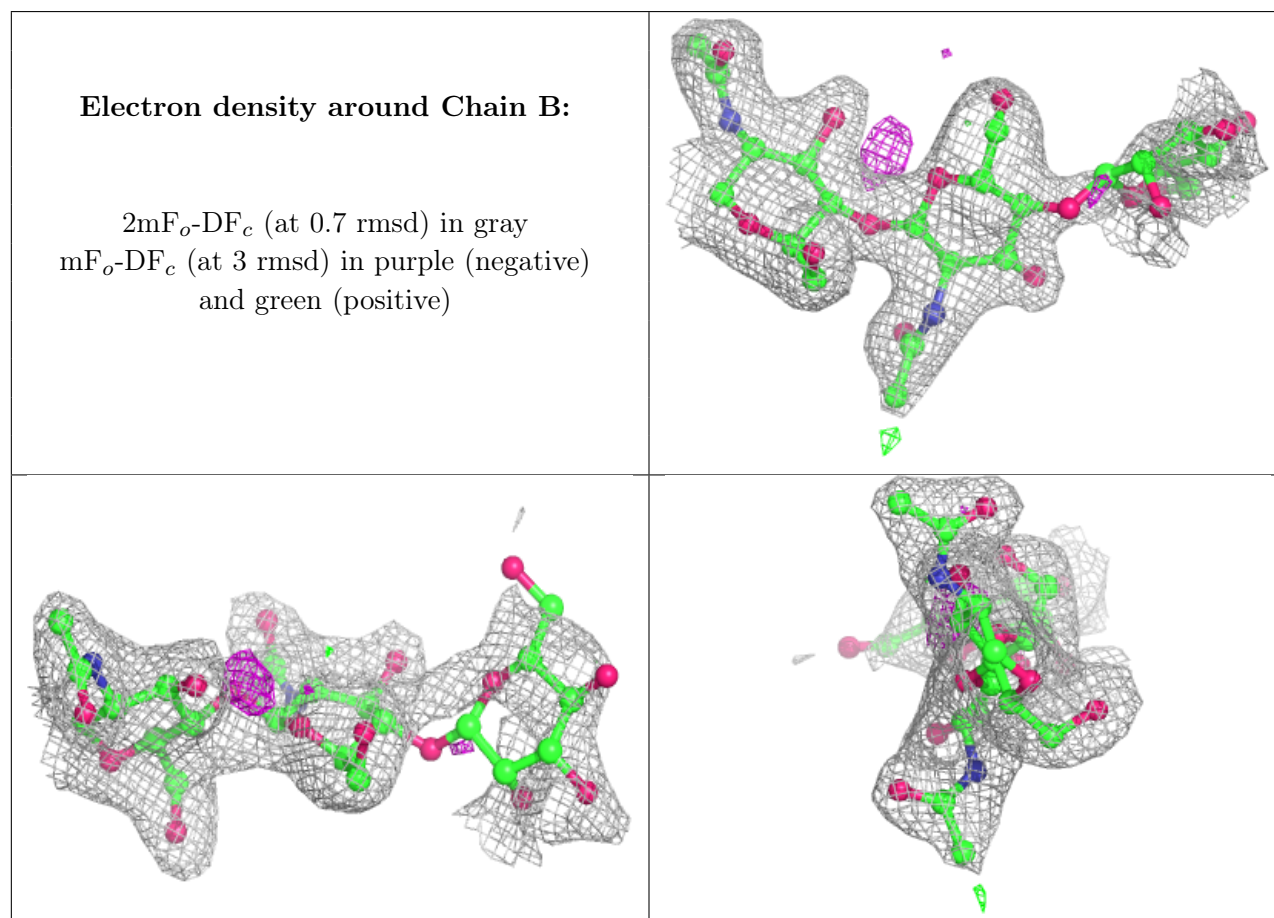 Electron density around Chain B:
2mFo-DFc (at 0.7 rmsd) in gray
mFo-DFc (at 3 rmsd) in purple (negative)
and green (positive)